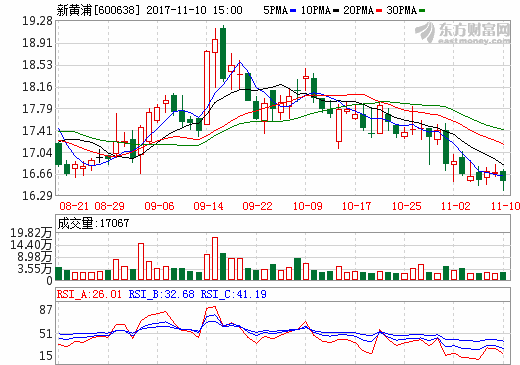 新黄浦[600638] 2017-11-10 15:00 5PMA 10PMA 20PMA 30PMA
东方财富网
eastmoney.com
19.28
18.91
18.53
18.16
17.79
17.41
17.04
16.66
16.29
08-21 08-29 09-06 09-14 09-22 10-09 10-17 10-25 11-02 11-10
成交量:17067
19.82万
14.40万
8.98万
3.55万
0
RSI_A:26.01 RSI_B:32.68 RSI_C:41.19
87
51
15